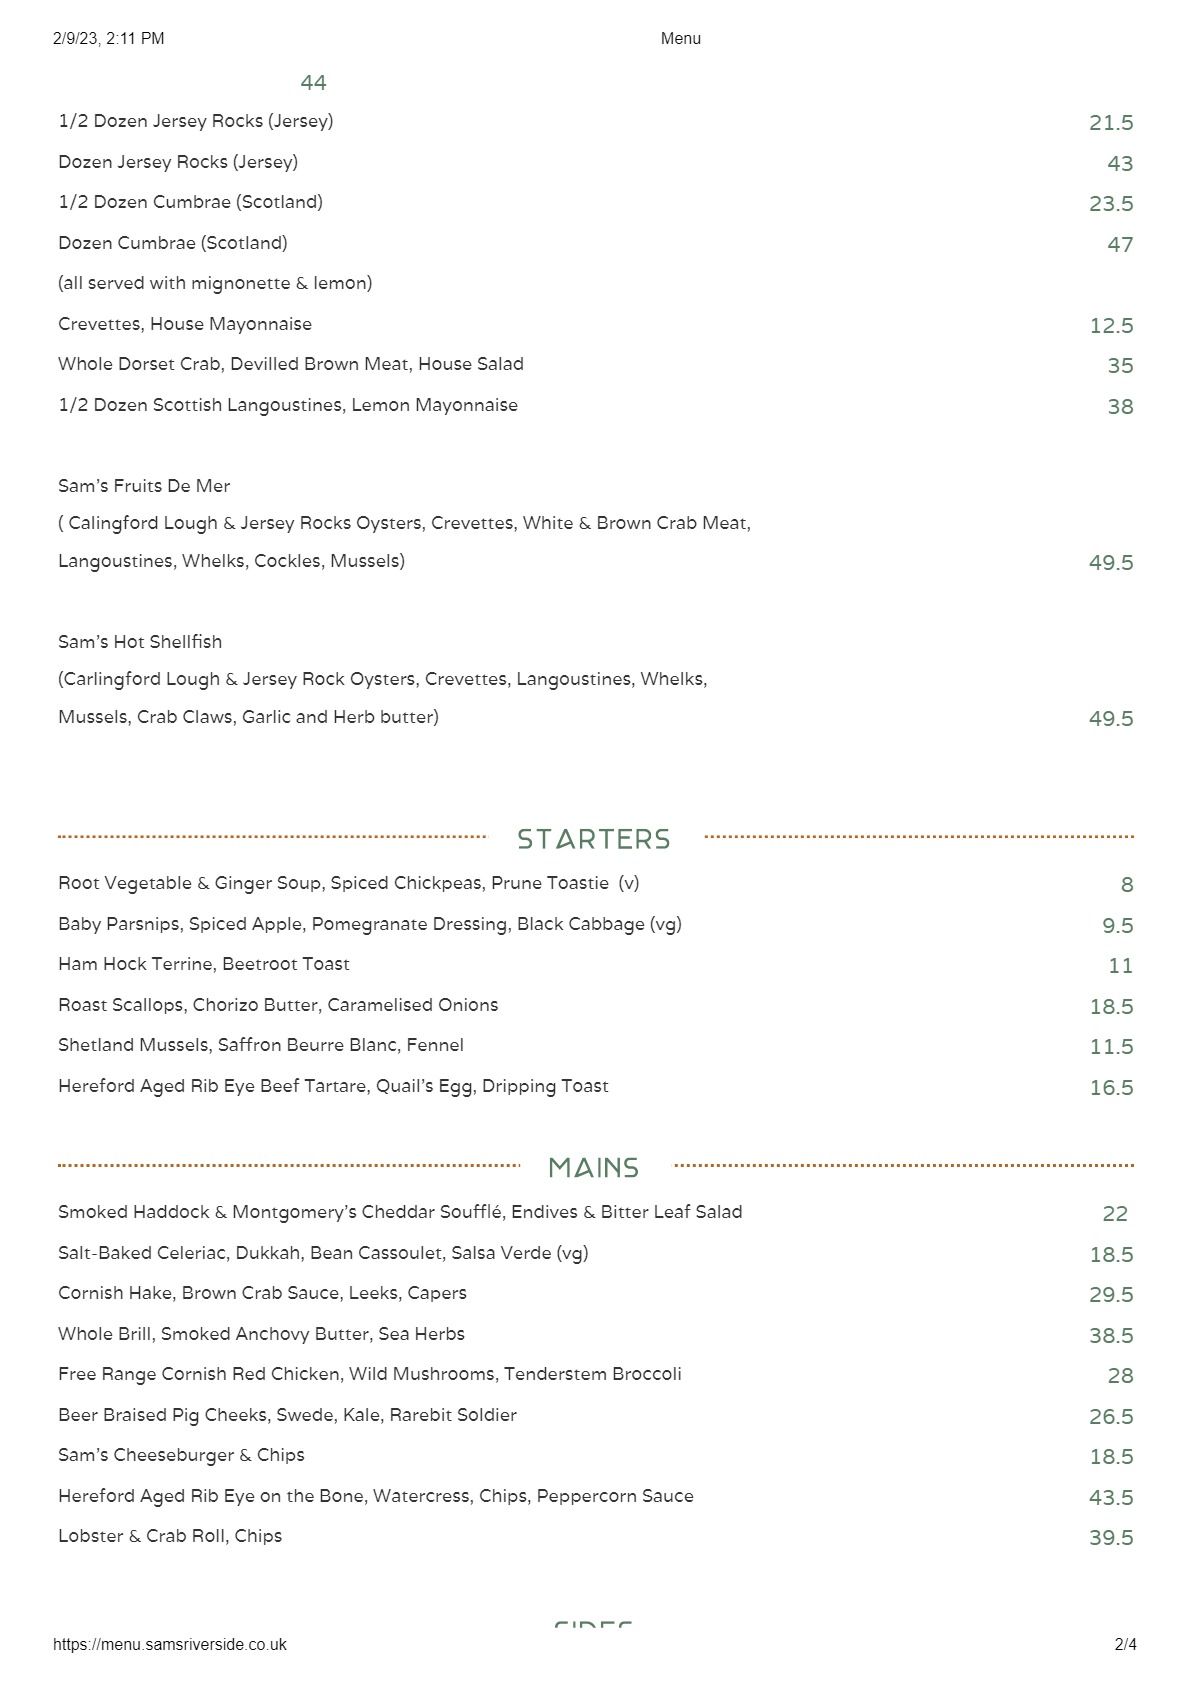 2/9/23, 2:11 PM Menu
44
1/2 Dozen Jersey Rocks (Jersey) 21.5
Dozen Jersey Rocks (Jersey) 43
1/2 Dozen Cumbrae (Scotland) 23.5
Dozen Cumbrae (Scotland) 47
(all served with mignonette & lemon)
Crevettes, House Mayonnaise 12.5
Whole Dorset Crab, Devilled Brown Meat, House Salad 35
1/2 Dozen Scottish Langoustines, Lemon Mayonnaise 38
Sam's Fruits De Mer
( Calingford Lough & Jersey Rocks Oysters, Crevettes, White & Brown Crab Meat,
Langoustines, Whelks, Cockles, Mussels) 49.5
Sam's Hot Shellfish
(Carlingford Lough & Jersey Rock Oysters, Crevettes, Langoustines, Whelks,
Mussels, Crab Claws, Garlic and Herb butter) 49.5
STARTERS
Root Vegetable & Ginger Soup, Spiced Chickpeas, Prune Toastie (v) 8
Baby Parsnips, Spiced Apple, Pomegranate Dressing, Black Cabbage (vg) 9.5
Ham Hock Terrine, Beetroot Toast 11
Roast Scallops, Chorizo Butter, Caramelised Onions 18.5
Shetland Mussels, Saffron Beurre Blanc, Fennel 11.5
Hereford Aged Rib Eye Beef Tartare, Quail's Egg, Dripping Toast 16.5
MAINS
Smoked Haddock & Montgomery's Cheddar Soufflé, Endives & Bitter Leaf Salad 22
Salt-Baked Celeriac, Dukkah, Bean Cassoulet, Salsa Verde (vg) 18.5
Cornish Hake, Brown Crab Sauce, Leeks, Capers 29.5
Whole Brill, Smoked Anchovy Butter, Sea Herbs 38.5
Free Range Cornish Red Chicken, Wild Mushrooms, Tenderstem Broccoli 28
Beer Braised Pig Cheeks, Swede, Kale, Rarebit Soldier 26.5
Sam's Cheeseburger & Chips 18.5
Hereford Aged Rib Eye on the Bone, Watercress, Chips, Peppercorn Sauce 43.5
Lobster & Crab Roll, Chips 39.5
SIDES
https://menu.samsriverside.co.uk 2/4